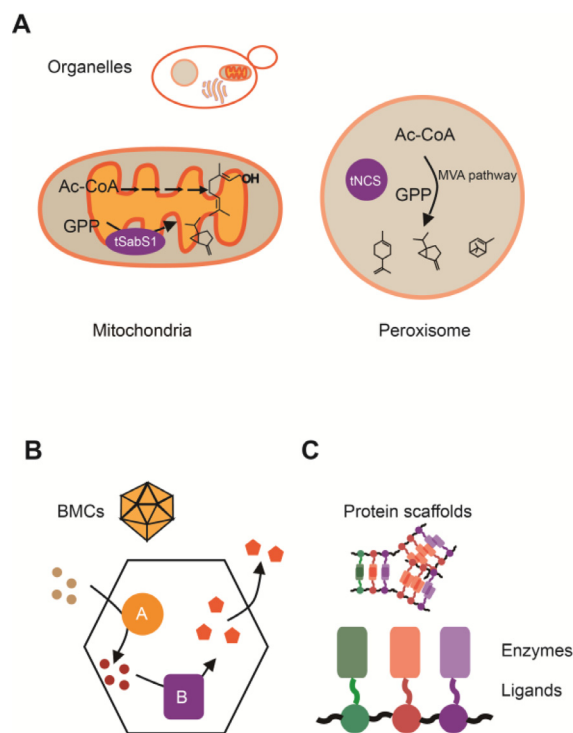 A
Organelles
Ac-CoA
OH
GPP
tSabS1
Mitochondria
Ac-CoA
tNCS
MVA pathway
GPP
Peroxisome
B
BMCs
A
B
C
Protein scaffolds
Enzymes
Ligands